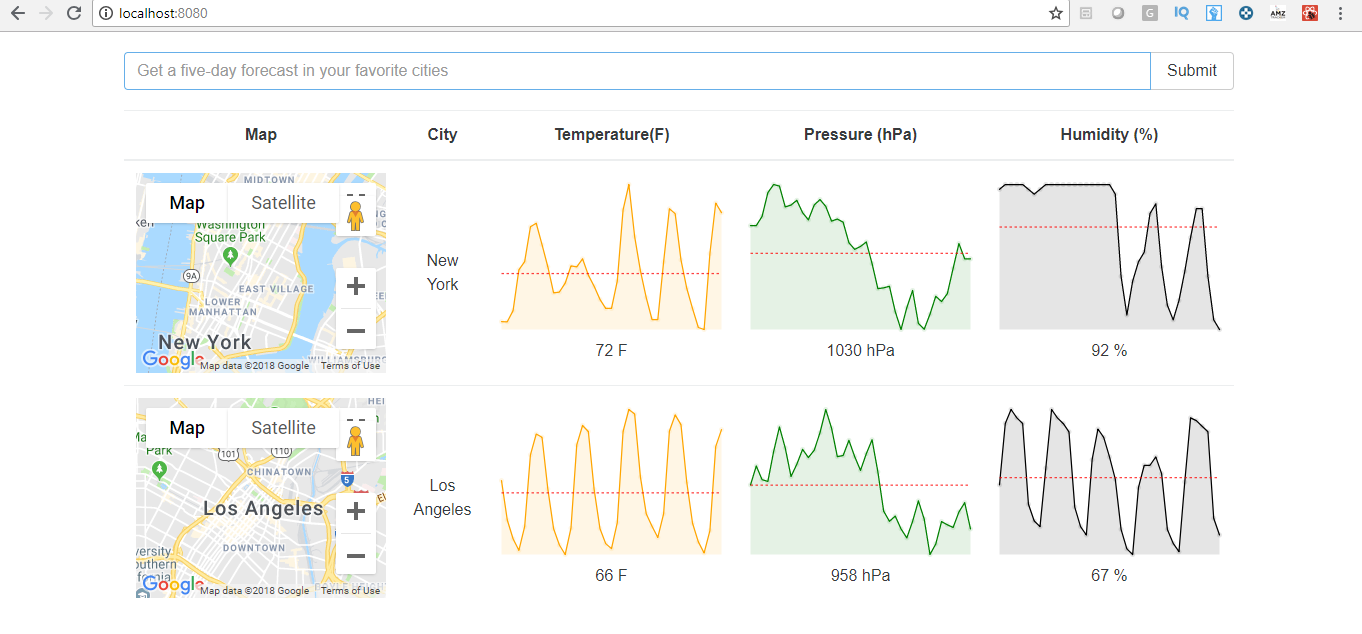 localhost:8080
G
IQ
AMZ
Get a five-day forecast in your favorite cities
Submit
Map
City
Temperature(F)
Pressure (hPa)
Humidity (%)
MIDTOWN
Map
Satellite
Washington
Square Park
9A
EAST VILLAGE
LOWER
MANHATTAN
New York
Google
Map data ©2018 Google
Terms of Use
New
York
72 F
1030 hPa
92 %
Map
Satellite
Park
101
110
CHINATOWN
5
Los Angeles
DOWNTOWN
Google
Map data ©2018 Google
Terms of Use
Los
Angeles
66 F
958 hPa
67 %